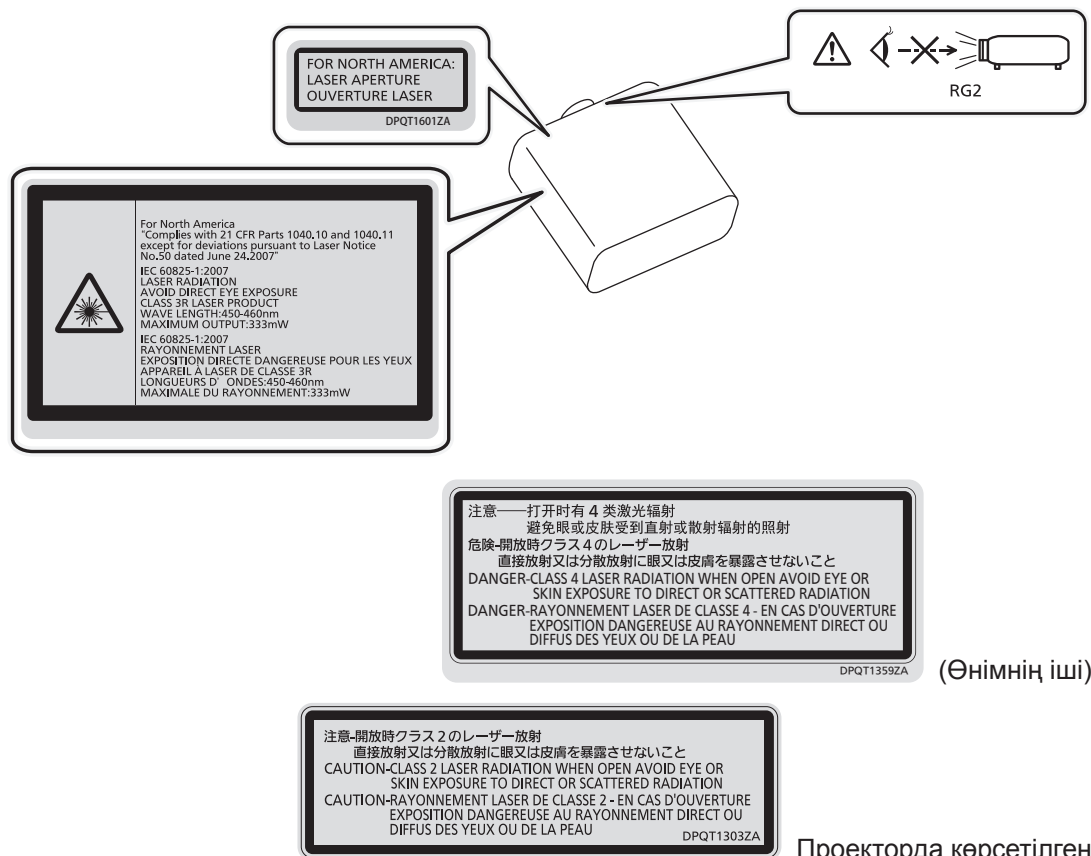 FOR NORTH AMERICA:
LASER APERTURE
OUVERTURE LASER
DPQT1601ZA
RG2
For North America
"Complies with 21 CFR Parts 1040.10 and 1040.11
except for deviations pursuant to Laser Notice
No.50 dated June 24.2007"
IEC 60825-1:2007
LASER RADIATION
AVOID DIRECT EYE EXPOSURE
CLASS 3R LASER PRODUCT
WAVE LENGTH:450-460nm
MAXIMUM OUTPUT:333mW
IEC 60825-1:2007
RAYONNEMENT LASER
EXPOSITION DIRECTE DANGEREUSE POUR LES YEUX
APPAREIL À LASER DE CLASSE 3R
LONGUEURS D' ONDES:450-460nm
MAXIMALE DU RAYONNEMENT:333mW
注意——打开时有 4 类激光辐射
避免眼或皮肤受到直射或散射辐射的照射
危険-開放時クラス4のレーザー放射
直接放射又は分散放射に眼又は皮膚を暴露させないこと
DANGER-CLASS 4 LASER RADIATION WHEN OPEN AVOID EYE OR
SKIN EXPOSURE TO DIRECT OR SCATTERED RADIATION
DANGER-RAYONNEMENT LASER DE CLASSE 4 - EN CAS D'OUVERTURE
EXPOSITION DANGEREUSE AU RAYONNEMENT DIRECT OU
DIFFUS DES YEUX OU DE LA PEAU
DPQT1359ZA
(Өнімнің іші)
注意-開放時クラス2のレーザー放射
直接放射又は分散放射に眼又は皮膚を暴露させないこと
CAUTION-CLASS 2 LASER RADIATION WHEN OPEN AVOID EYE OR
SKIN EXPOSURE TO DIRECT OR SCATTERED RADIATION
CAUTION-RAYONNEMENT LASER DE CLASSE 2 - EN CAS D'OUVERTURE
EXPOSITION DANGEREUSE AU RAYONNEMENT DIRECT OU
DIFFUS DES YEUX OU DE LA PEAU
DPQT1303ZA
Проекторда көрсетілген